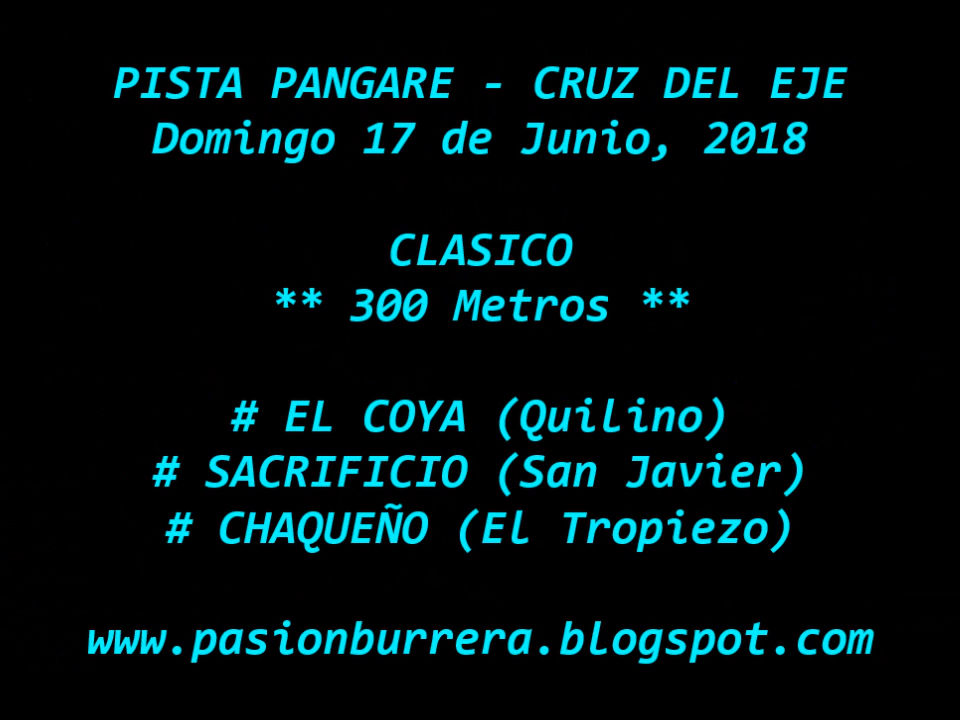 PISTA PANGARE - CRUZ DEL EJE
Domingo 17 de Junio, 2018
CLASICO
** 300 Metros **
# EL COYA (Quilino)
# SACRIFICIO (San Javier)
# CHAQUEÑO (El Tropiezo)
www.pasionburrera.blogspot.com